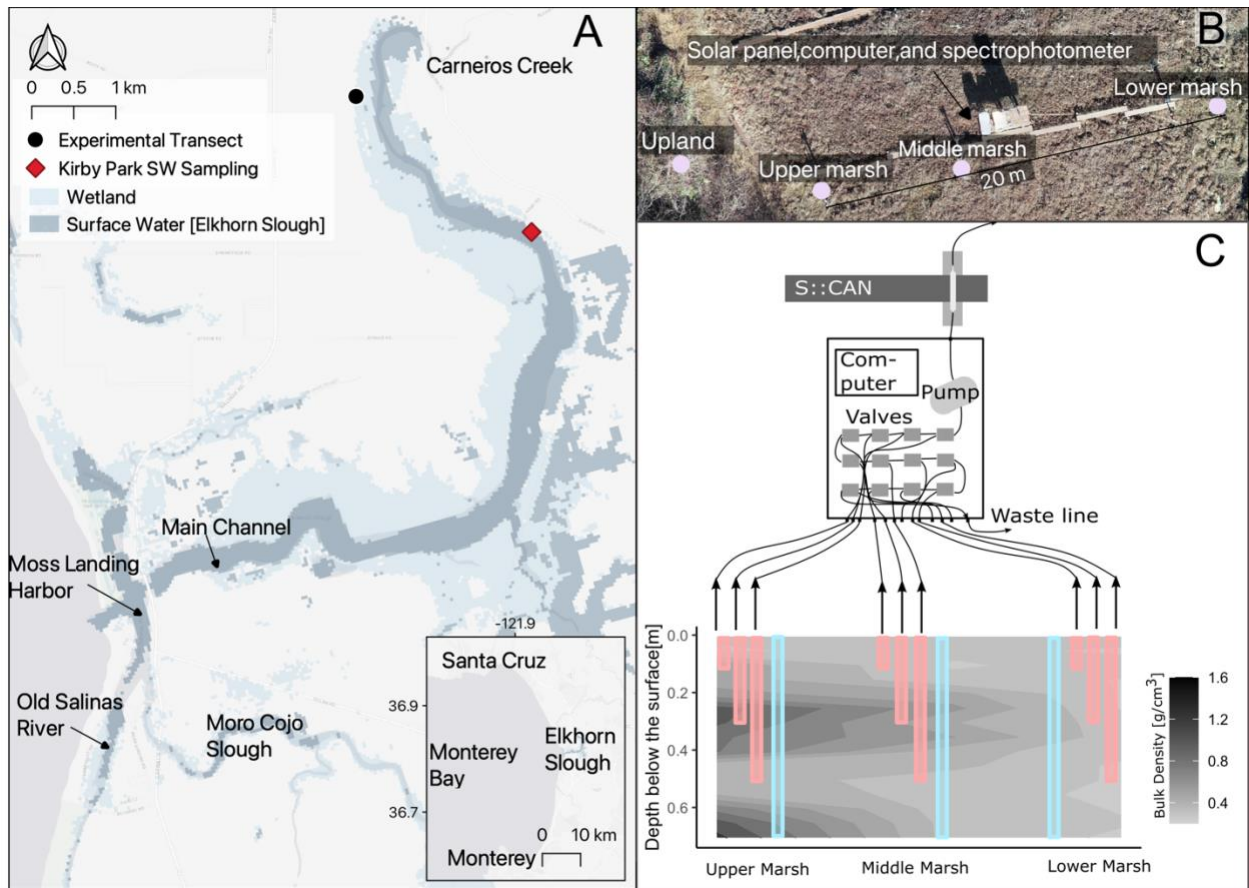 A
0 0.5 1 km
Experimental Transect
Kirby Park SW Sampling
Wetland
Surface Water [Elkhorn Slough]
Carneros Creek
Main Channel
Moss Landing
Harbor
Old Salinas
River
Moro Cojo
Slough
-121.9
Santa Cruz
36.9
Monterey
Bay
Elkhorn
Slough
36.7
0 10 km
Monterey
B
Solar panel,computer,and spectrophotometer
Lower marsh
Upland
Upper marsh
Middle marsh
20 m
C
S::CAN
Com-
puter
Pump
Valves
Waste line
Depth below the surface[m]
0.0
0.2
0.4
0.6
Upper Marsh Middle Marsh Lower Marsh
Bulk Density [g/cm³]
1.6
1.2
0.8
0.4